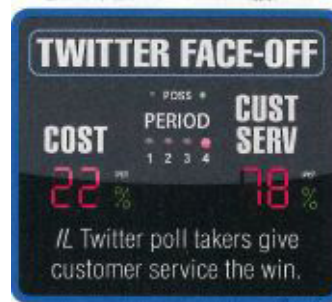 TWITTER FACE-OFF
POSS
COST
PERIOD
CUST
SERV
1 2 3 4
22 %
78 %
IL Twitter poll takers give
customer service the win.